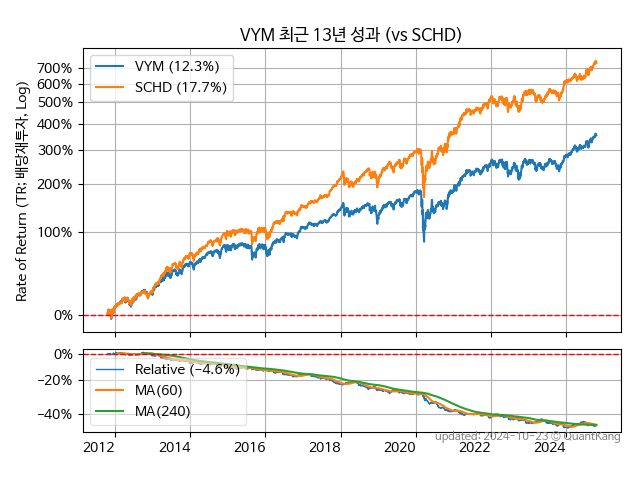 VYM 최근 13년 성과 (vs SCHD)
Rate of Return (TR; 배당재투자, Log)
700%
600%
500%
400%
300%
200%
100%
0%
VYM (12.3%)
SCHD (17.7%)
0%
−20%
−40%
Relative (−4.6%)
MA(60)
MA(240)
updated: 2024-10-23 © QuantKang
2012 2014 2016 2018 2020 2022 2024